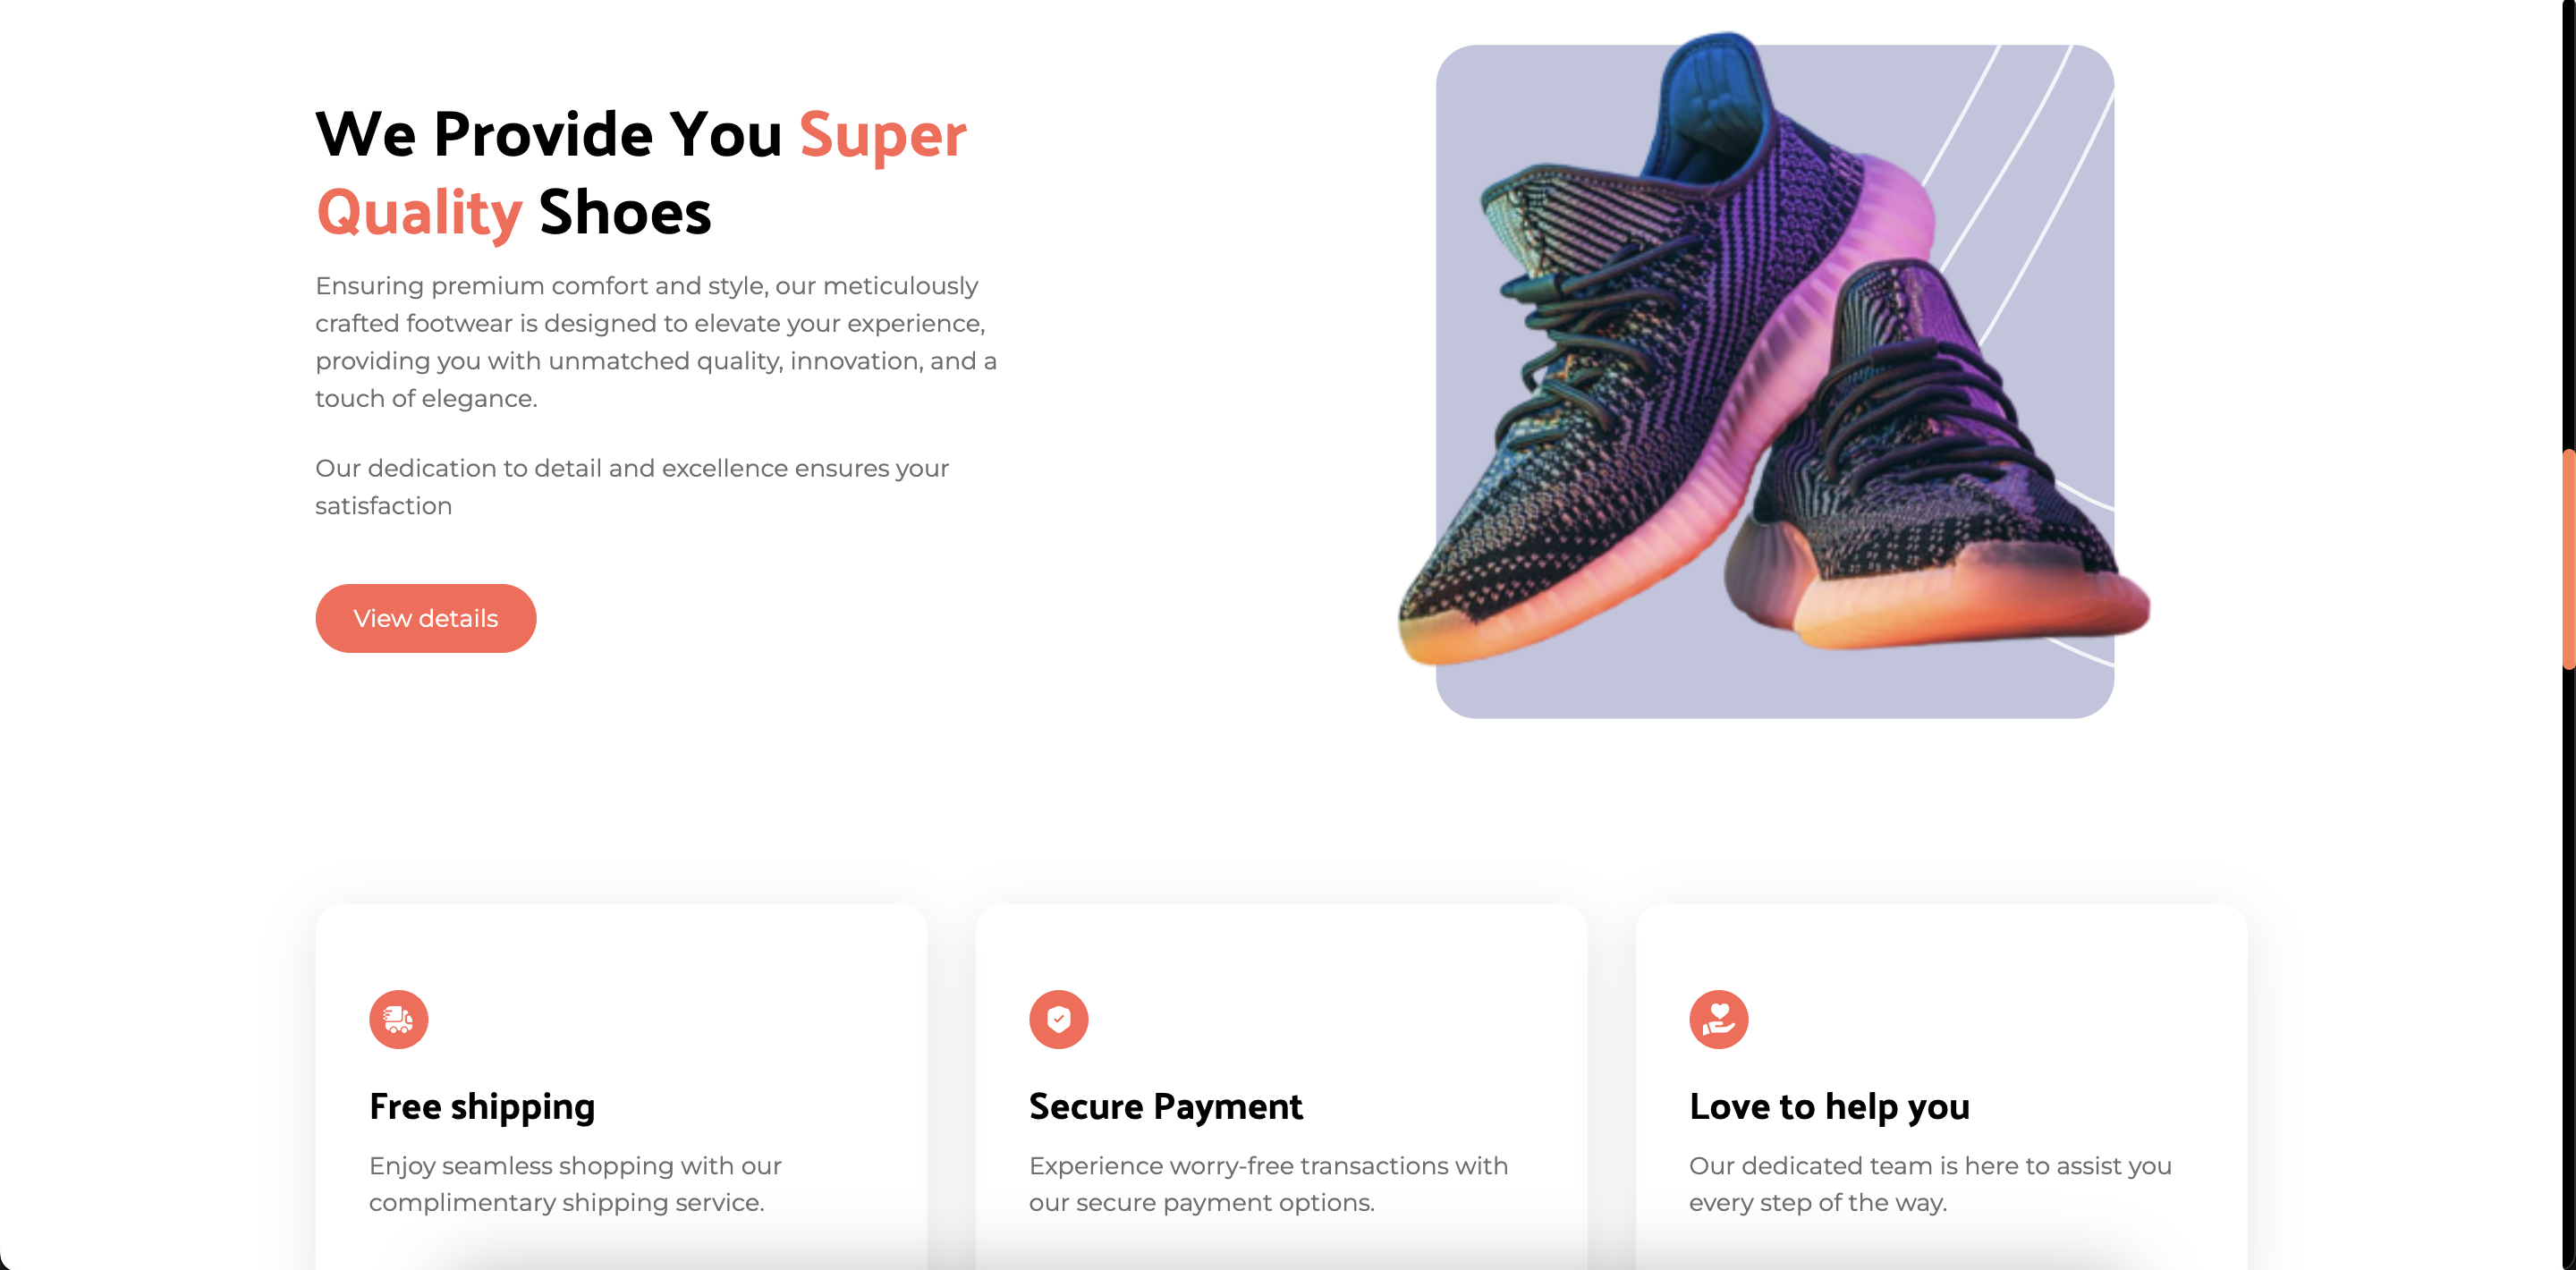 We Provide You Super
Quality Shoes
Ensuring premium comfort and style, our meticulously
crafted footwear is designed to elevate your experience,
providing you with unmatched quality, innovation, and a
touch of elegance.
Our dedication to detail and excellence ensures your
satisfaction
View details
Free shipping
Enjoy seamless shopping with our
complimentary shipping service.
Secure Payment
Experience worry-free transactions with
our secure payment options.
Love to help you
Our dedicated team is here to assist you
every step of the way.